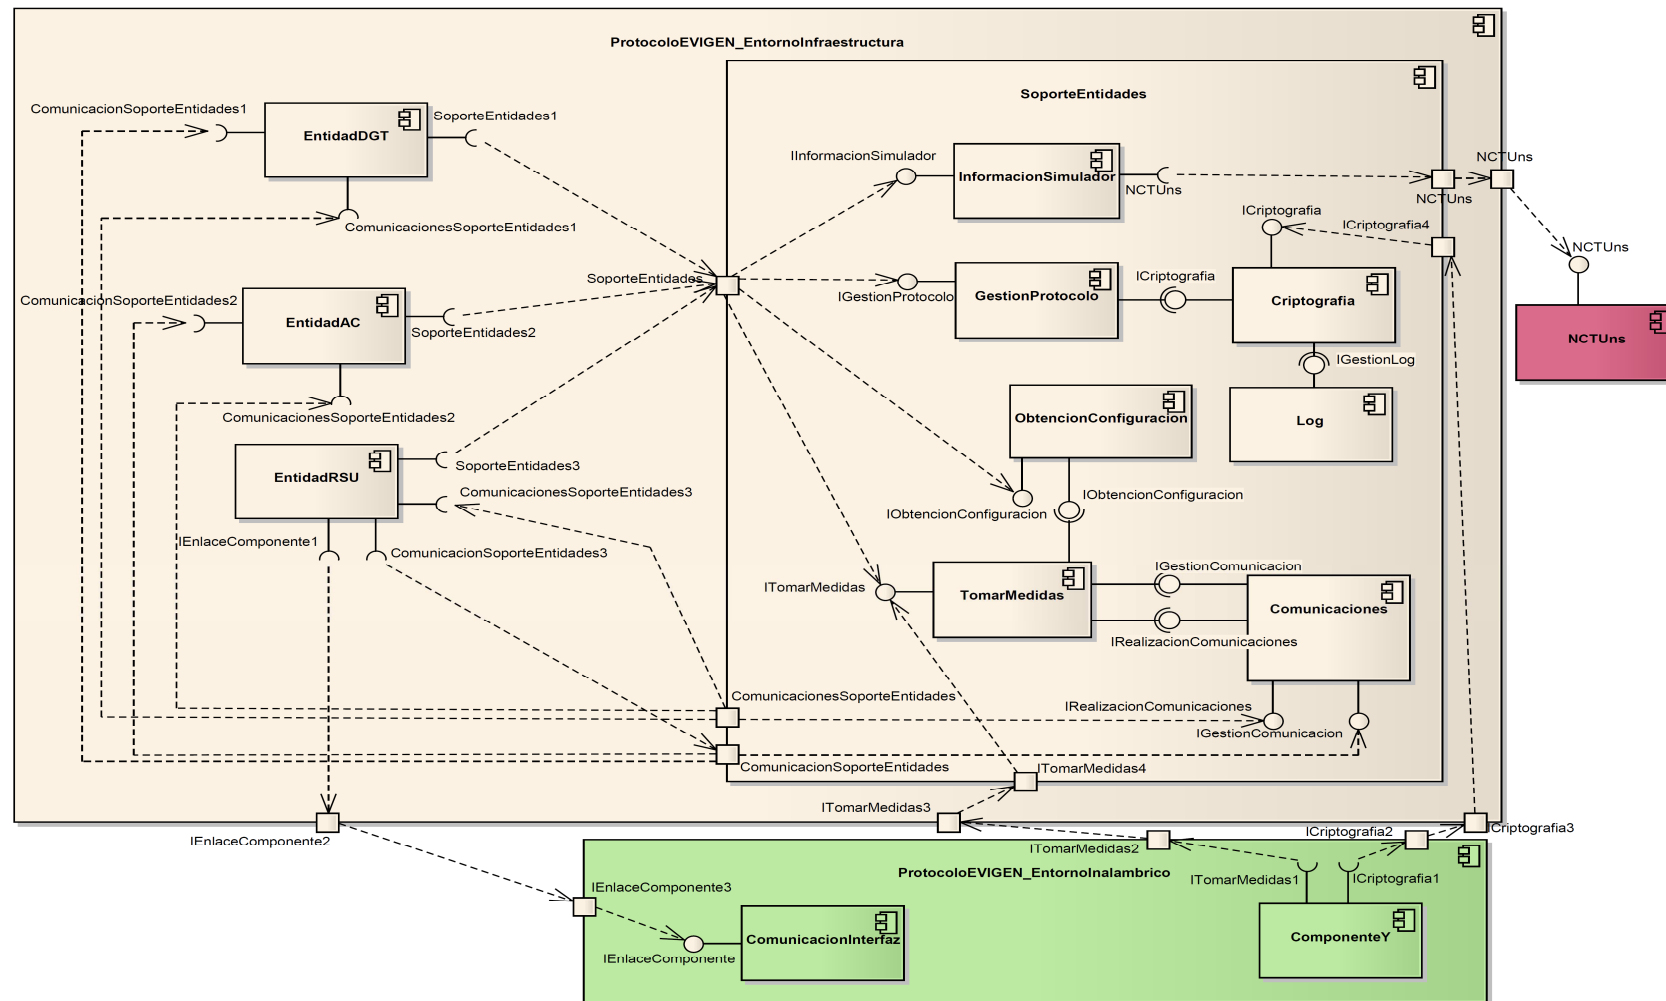 ProtocoloEVIGEN_EntornoInfraestructura
SoporteEntidades
ComunicacionSoporteEntidades1
EntidadDGT
SoporteEntidades1
ComunicacionesSoporteEntidades1
IInformacionSimulador
InformacionSimulador
NCTUns
NCTUns
NCTUns
NCTUns
NCTUns
ICriptografia
ICriptografia4
SoporteEntidades
IGestionProtocolo
GestionProtocolo
ICriptografia
Criptografia
IGestionLog
Log
ComunicacionSoporteEntidades2
EntidadAC
SoporteEntidades2
ComunicacionesSoporteEntidades2
EntidadRSU
SoporteEntidades3
ComunicacionesSoporteEntidades3
IEnlaceComponente1
ComunicacionSoporteEntidades3
ObtencionConfiguracion
IObtencionConfiguracion
IObtencionConfiguracion
ITomarMedidas
TomarMedidas
IGestionComunicacion
IRealizacionComunicaciones
Comunicaciones
ComunicacionesSoporteEntidades
IRealizacionComunicaciones
IGestionComunicacion
ComunicacionSoporteEntidades
ITomarMedidas4
ITomarMedidas3
IEnlaceComponente2
ITomarMedidas2
ICriptografia2
ICriptografia3
ProtocoloEVIGEN_EntornoInalambrico
IEnlaceComponente3
ITomarMedidas1
ICriptografia1
ComunicacionInterfaz
IEnlaceComponente
ComponenteY